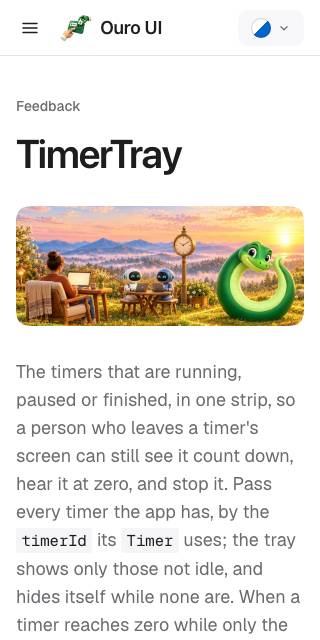 Ouro UI
Feedback
TimerTray
The timers that are running,
paused or finished, in one strip, so
a person who leaves a timer's
screen can still see it count down,
hear it at zero, and stop it. Pass
every timer the app has, by the
timerId its Timer uses; the tray
shows only those not idle, and
hides itself while none are. When a
timer reaches zero while only the